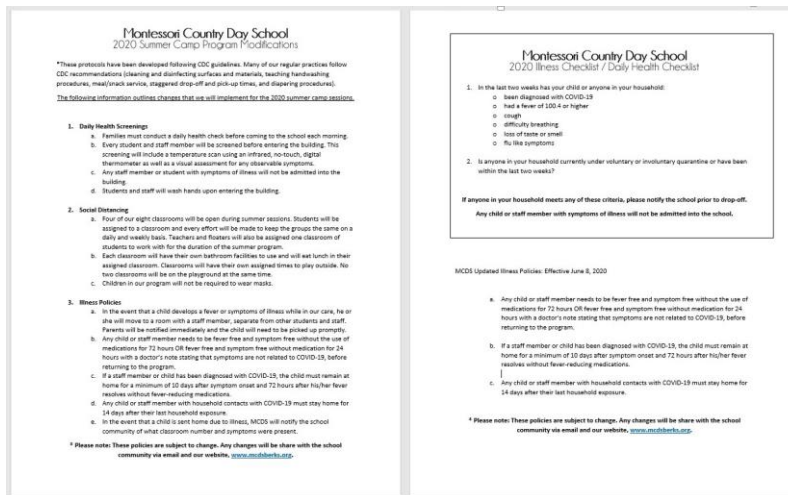 Montessori Country Day School
2020 Summer Camp Program Modifications
*These protocols have been developed following CDC guidelines. Many of our regular practices follow
CDC recommendations (cleaning and disinfecting surfaces and materials, teaching handwashing
procedures, meal/snack service, staggered drop-off and pick-up times, and diapering procedures).
The following information outlines changes that we will implement for the 2020 summer camp sessions.
1. Daily Health Screenings
a. Families must conduct a daily health check before coming to the school each morning.
b. Every student and staff member will be screened before entering the building. This
screening will include a temperature scan using an infrared, no-touch, digital
thermometer as well as a visual assessment for any observable symptoms.
c. Any staff member or student with symptoms of illness will not be admitted into the
building.
d. Students and staff will wash hands upon entering the building.
2. Social Distancing
a. Four of our eight classrooms will be open during summer sessions. Students will be
assigned to a classroom and every effort will be made to keep the groups the same on a
daily and weekly basis. Teachers and floaters will also be assigned one classroom of
students to work with for the duration of the summer program.
b. Each classroom will have their own bathroom facilities to use and will eat lunch in their
assigned classroom. Classrooms will have their own assigned times to play outside. No
two classrooms will be on the playground at the same time.
c. Children in our program will not be required to wear masks.
3. Illness Policies
a. In the event that a child develops a fever or symptoms of illness while in our care, he or
she will move to a room with a staff member, separate from other students and staff.
Parents will be notified immediately and the child will need to be picked up promptly.
b. Any child or staff member needs to be fever free and symptom free without the use of
medications for 72 hours OR fever free and symptom free without medication for 24
hours with a doctor's note stating that symptoms are not related to COVID-19, before
returning to the program.
c. If a staff member or child has been diagnosed with COVID-19, the child must remain at
home for a minimum of 10 days after symptom onset and 72 hours after his/her fever
resolves without fever-reducing medications.
d. Any child or staff member with household contacts with COVID-19 must stay home for
14 days after their last household exposure.
e. In the event that a child is sent home due to illness, MCDS will notify the school
community of what classroom number and symptoms were present.
* Please note: These policies are subject to change. Any changes will be share with the school
community via email and our website, www.mcdsberks.org.
Montessori Country Day School
2020 Illness Checklist / Daily Health Checklist
1. In the last two weeks has your child or anyone in your household:
o been diagnosed with COVID-19
o had a fever of 100.4 or higher
o cough
o difficulty breathing
o loss of taste or smell
o flu like symptoms
2. Is anyone in your household currently under voluntary or involuntary quarantine or have been
within the last two weeks?
If anyone in your household meets any of these criteria, please notify the school prior to drop-off.
Any child or staff member with symptoms of illness will not be admitted into the school.
MCDS Updated Illness Policies: Effective June 8, 2020
a. Any child or staff member needs to be fever free and symptom free without the use of
medications for 72 hours OR fever free and symptom free without medication for 24
hours with a doctor's note stating that symptoms are not related to COVID-19, before
returning to the program.
b. If a staff member or child has been diagnosed with COVID-19, the child must remain at
home for a minimum of 10 days after symptom onset and 72 hours after his/her fever
resolves without fever-reducing medications.
c. Any child or staff member with household contacts with COVID-19 must stay home for
14 days after their last household exposure.
* Please note: These policies are subject to change. Any changes will be share with the school
community via email and our website, www.mcdsberks.org.